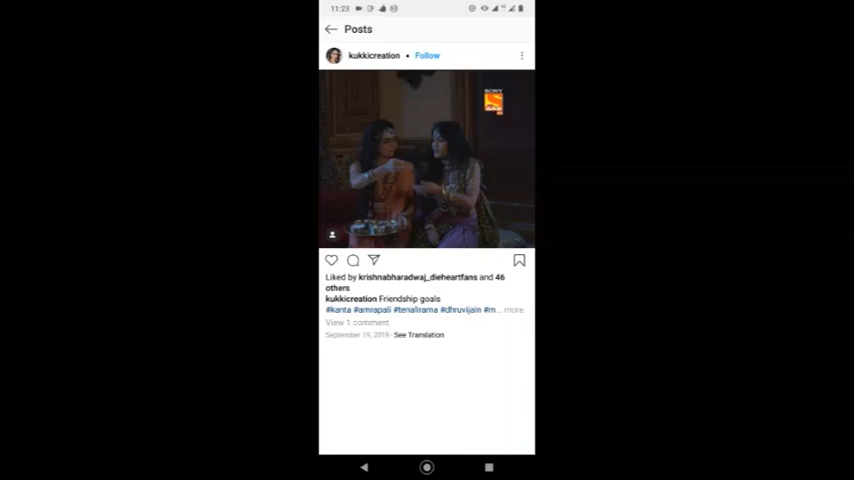 11:23
Posts
kukkicreation • Follow
SONY
SAB
Liked by krishnabharadwaj_dieheartfans and 46
others
kukkicreation Friendship goals
#kanta #amrapali #tenalirama #dhruvijain #m... more
View 1 comment
September 19, 2019 · See Translation